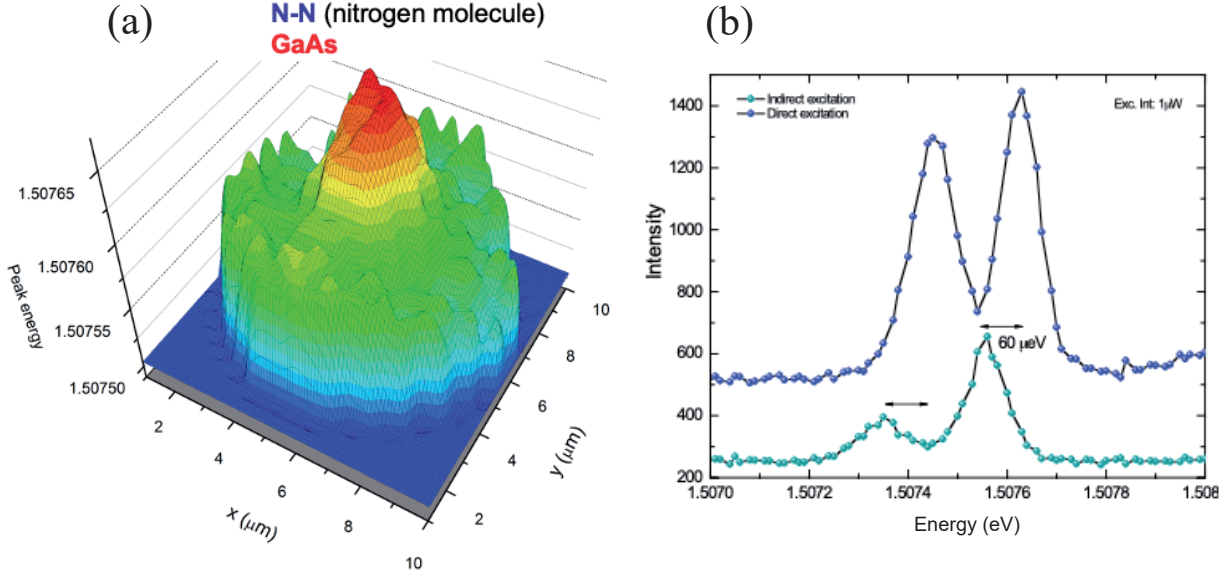 (a)
N-N (nitrogen molecule)
GaAs
1.50765
1.50760
1.50755
1.50750
Peak energy
2
4
6
8
10
x (μm)
2
4
6
8
10
y (μm)
(b)
Indirect excitation
Direct excitation
Exc. Int: 1μW
1400
1200
1000
800
600
400
200
Intensity
60 μeV
1.5070
1.5072
1.5074
1.5076
1.5078
1.508
Energy (eV)